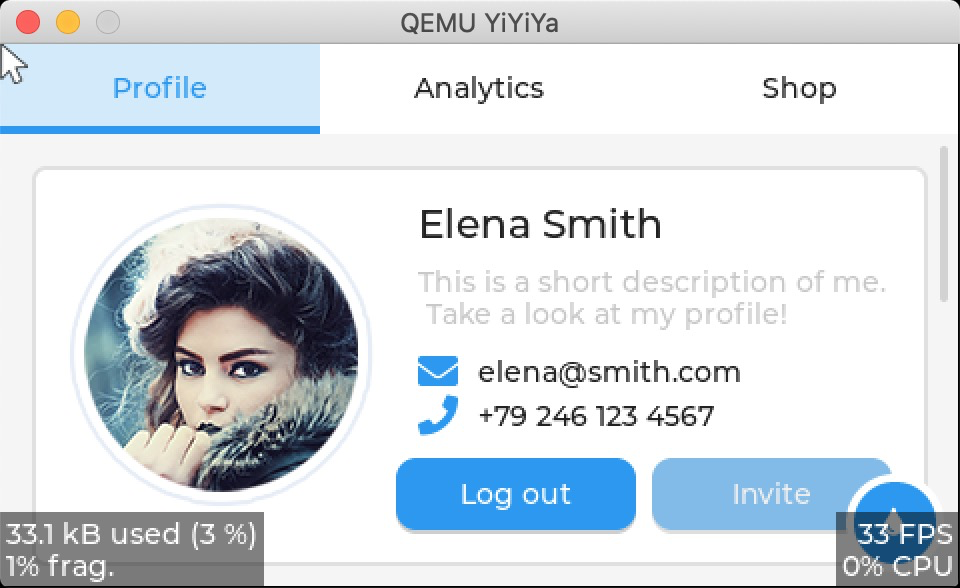 QEMU YiYiYa
Profile
Analytics
Shop
Elena Smith
This is a short description of me.
Take a look at my profile!
elena@smith.com
+79 246 123 4567
Log out
Invite
33.1 kB used (3 %)
1% frag.
33 FPS
0% CPU